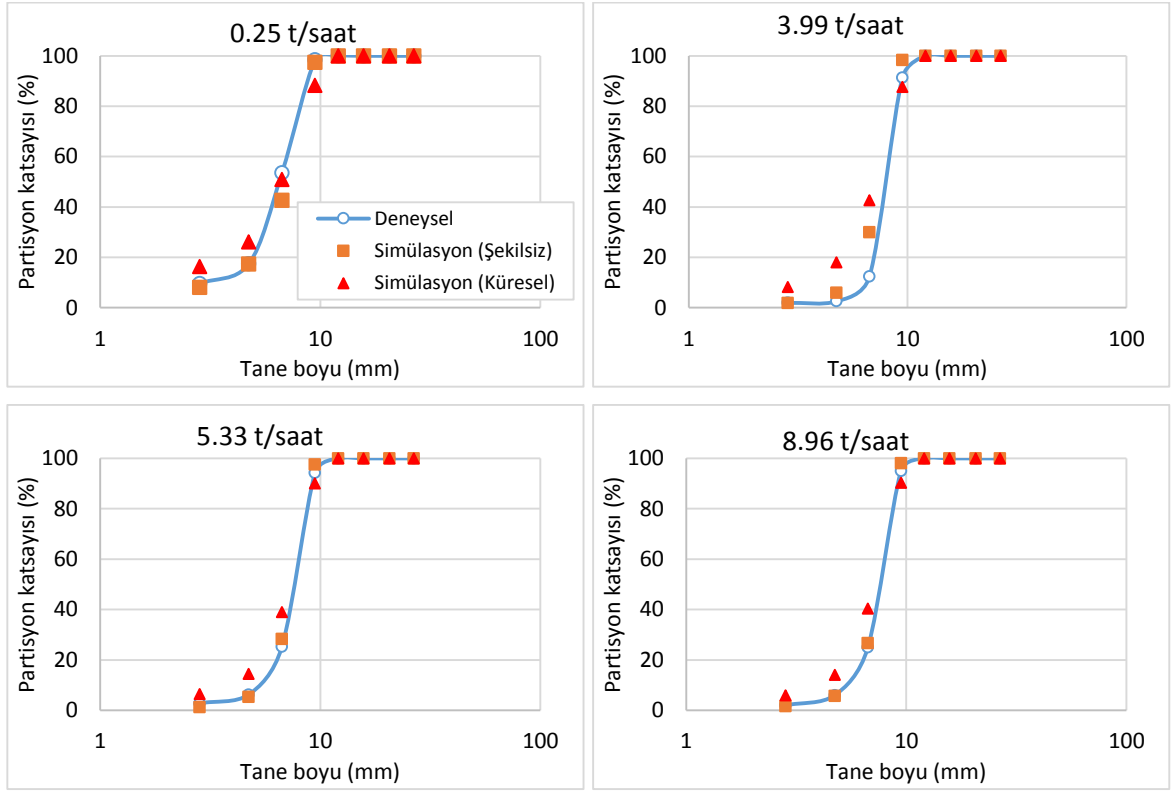 0.25 t/saat
Partisyon katsayısı (%)
100
80
60
40
20
0
1
10
100
Tane boyu (mm)
Deneysel
Simülasyon (Şekilsiz)
Simülasyon (Küresel)
3.99 t/saat
Partisyon katsayısı (%)
100
80
60
40
20
0
1
10
100
Tane boyu (mm)
5.33 t/saat
Partisyon katsayısı (%)
100
80
60
40
20
0
1
10
100
Tane boyu (mm)
8.96 t/saat
Partisyon katsayısı (%)
100
80
60
40
20
0
1
10
100
Tane boyu (mm)